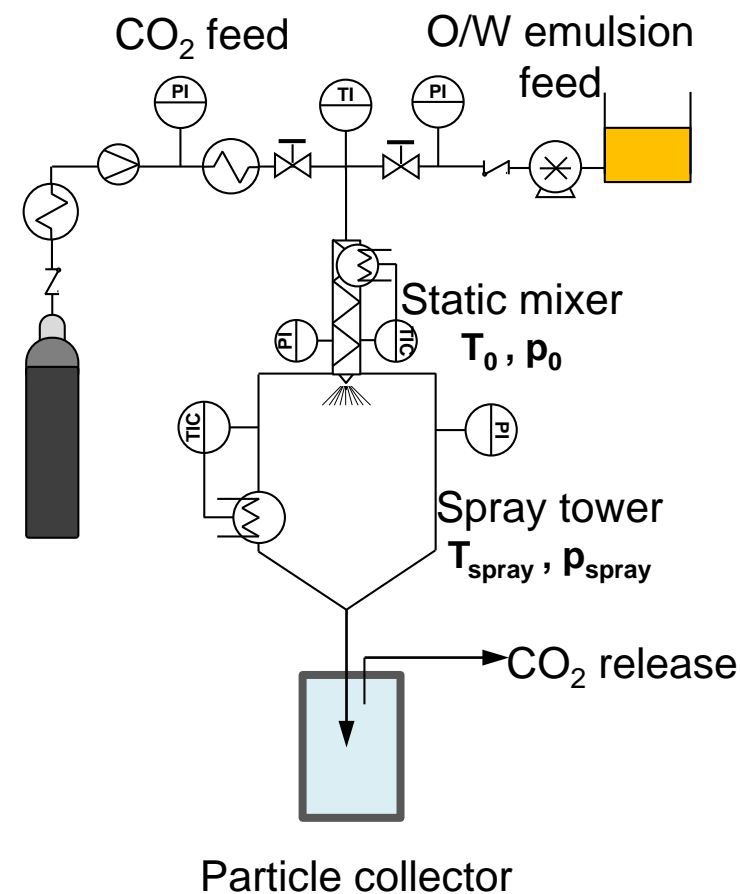 CO₂ feed
O/W emulsion
feed
PI
TI
PI
Static mixer
T₀ , p₀
PI
TIC
TIC
PI
Spray tower
Tspray , pspray
CO₂ release
Particle collector